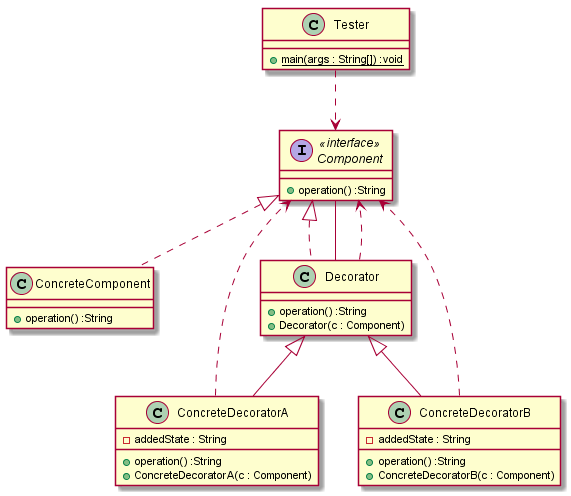 C Tester
main(args : String[]) :void
I «interface»
Component
operation() :String
C ConcreteComponent
operation() :String
C Decorator
operation() :String
Decorator(c : Component)
C ConcreteDecoratorA
addedState : String
operation() :String
ConcreteDecoratorA(c : Component)
C ConcreteDecoratorB
addedState : String
operation() :String
ConcreteDecoratorB(c : Component)